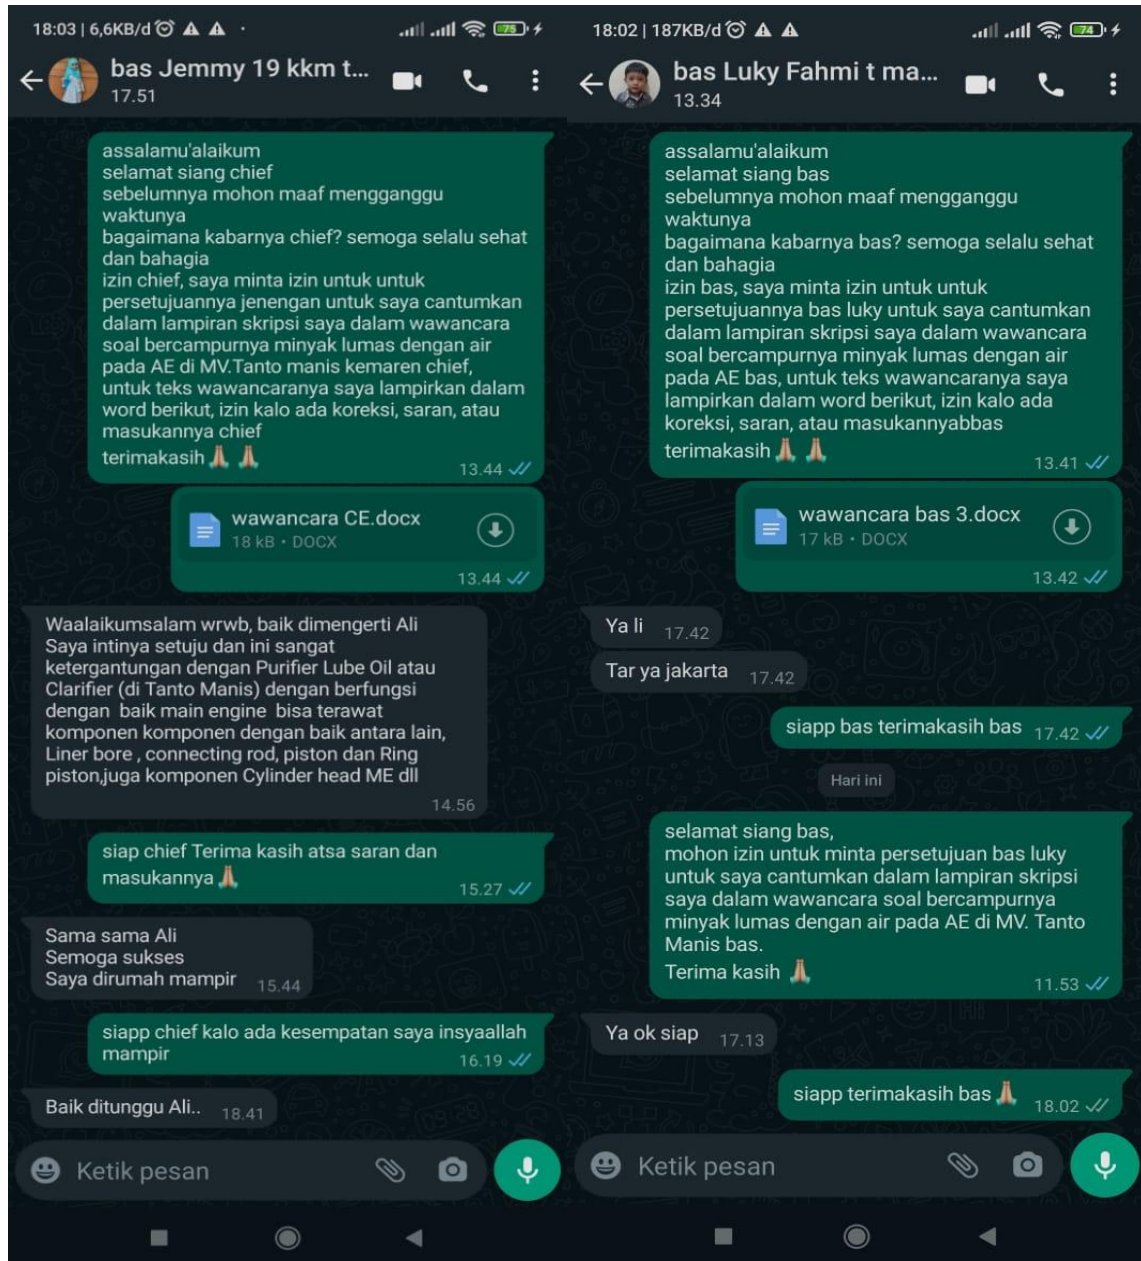 18:03 | 6,6KB/d
75
bas Jemmy 19 kkm t...
17.51
assalamu'alaikum
selamat siang chief
sebelumnya mohon maaf mengganggu
waktunya
bagaimana kabarnya chief? semoga selalu sehat
dan bahagia
izin chief, saya minta izin untuk untuk
persetujuannya jenengan untuk saya cantumkan
dalam lampiran skripsi saya dalam wawancara
soal bercampurnya minyak lumas dengan air
pada AE di MV.Tanto manis kemaren chief,
untuk teks wawancaranya saya lampirkan dalam
word berikut, izin kalo ada koreksi, saran, atau
masukannya chief
terimakasih 🙏 🙏
13.44
wawancara CE.docx
18 kB • DOCX
13.44
Waalaikumsalam wrwb, baik dimengerti Ali
Saya intinya setuju dan ini sangat
ketergantungan dengan Purifier Lube Oil atau
Clarifier (di Tanto Manis) dengan berfungsi
dengan baik main engine bisa terawat
komponen komponen dengan baik antara lain,
Liner bore , connecting rod, piston dan Ring
piston,juga komponen Cylinder head ME dll
14.56
siap chief Terima kasih atsa saran dan
masukannya 🙏
15.27
Sama sama Ali
Semoga sukses
Saya dirumah mampir 15.44
siapp chief kalo ada kesempatan saya insyaallah
mampir
16.19
Baik ditunggu Ali.. 18.41
Ketik pesan
18:02 | 187KB/d
74
bas Luky Fahmi t ma...
13.34
assalamu'alaikum
selamat siang bas
sebelumnya mohon maaf mengganggu
waktunya
bagaimana kabarnya bas? semoga selalu sehat
dan bahagia
izin bas, saya minta izin untuk untuk
persetujuannya bas luky untuk saya cantumkan
dalam lampiran skripsi saya dalam wawancara
soal bercampurnya minyak lumas dengan air
pada AE bas, untuk teks wawancaranya saya
lampirkan dalam word berikut, izin kalo ada
koreksi, saran, atau masukannyabbas
terimakasih 🙏 🙏
13.41
wawancara bas 3.docx
17 kB • DOCX
13.42
Ya li 17.42
Tar ya jakarta 17.42
siapp bas terimakasih bas 17.42
Hari ini
selamat siang bas,
mohon izin untuk minta persetujuan bas luky
untuk saya cantumkan dalam lampiran skripsi
saya dalam wawancara soal bercampurnya
minyak lumas dengan air pada AE di MV. Tanto
Manis bas.
Terima kasih 🙏
11.53
Ya ok siap 17.13
siapp terimakasih bas 🙏 18.02
Ketik pesan